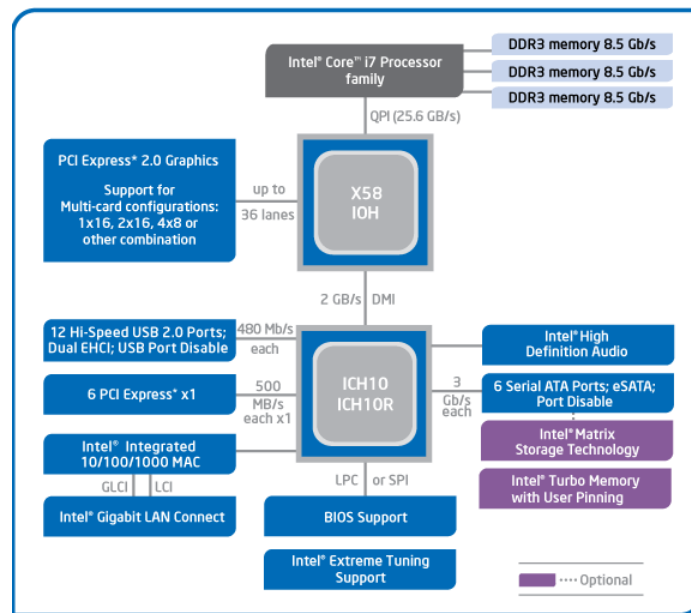 Intel® Core™ i7 Processor
family
DDR3 memory 8.5 Gb/s
DDR3 memory 8.5 Gb/s
DDR3 memory 8.5 Gb/s
QPI (25.6 GB/s)
PCI Express* 2.0 Graphics
Support for
Multi-card configurations:
1x16, 2x16, 4x8 or
other combination
up to
36 lanes
X58
IOH
2 GB/s DMI
12 Hi-Speed USB 2.0 Ports;
Dual EHCI; USB Port Disable
480 Mb/s
each
6 PCI Express* x1
500
MB/s
each x1
Intel® Integrated
10/100/1000 MAC
GLCI LCI
Intel® Gigabit LAN Connect
ICH10
ICH10R
Intel® High
Definition Audio
3
Gb/s
each
6 Serial ATA Ports; eSATA;
Port Disable
Intel® Matrix
Storage Technology
Intel® Turbo Memory
with User Pinning
LPC or SPI
BIOS Support
Intel® Extreme Tuning
Support
Optional